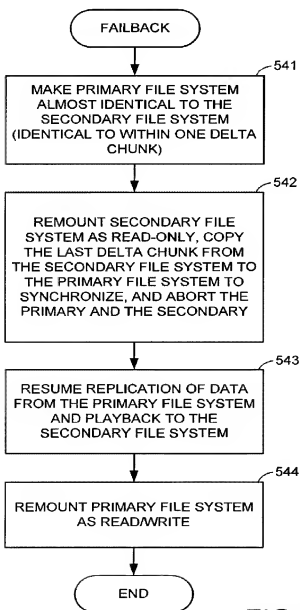 FAILBACK
541
MAKE PRIMARY FILE SYSTEM
ALMOST IDENTICAL TO THE
SECONDARY FILE SYSTEM
(IDENTICAL TO WITHIN ONE DELTA
CHUNK)
542
REMOUNT SECONDARY FILE
SYSTEM AS READ-ONLY, COPY
THE LAST DELTA CHUNK FROM
THE SECONDARY FILE SYSTEM TO
THE PRIMARY FILE SYSTEM TO
SYNCHRONIZE, AND ABORT THE
PRIMARY AND THE SECONDARY
543
RESUME REPLICATION OF DATA
FROM THE PRIMARY FILE SYSTEM
AND PLAYBACK TO THE
SECONDARY FILE SYSTEM
544
REMOUNT PRIMARY FILE SYSTEM
AS READ/WRITE
END